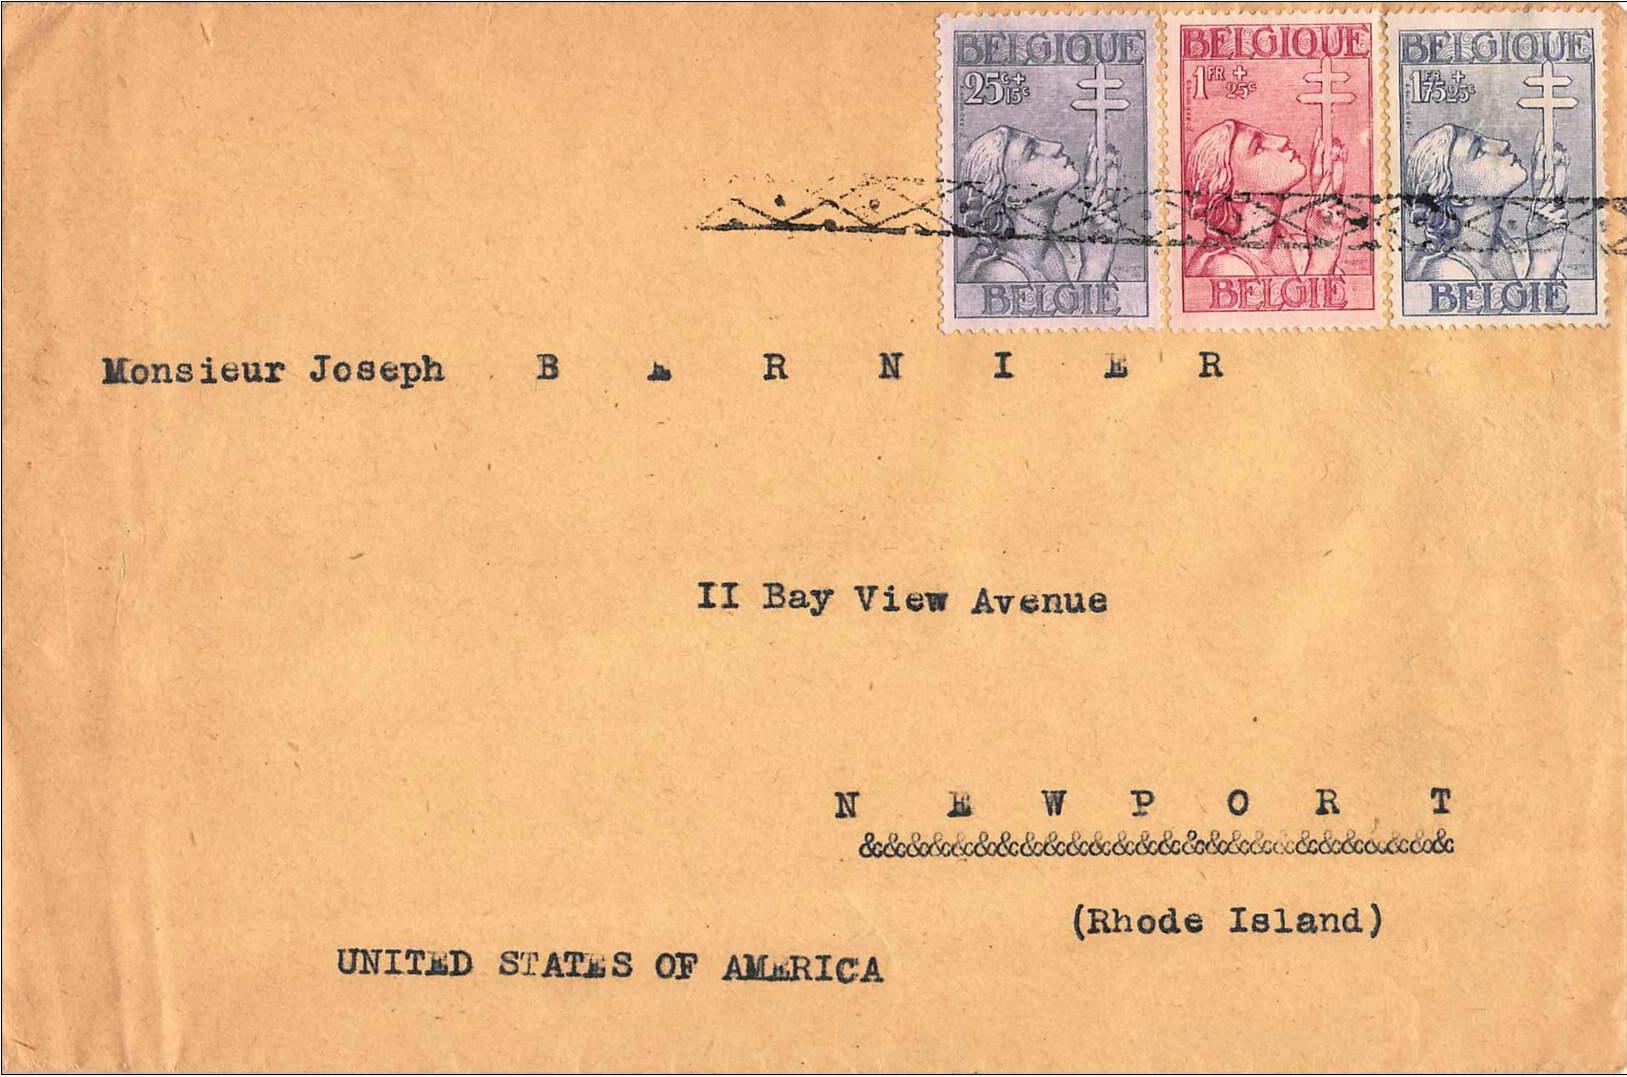 BELGIQUE BELGIQUE BELGIQUE
25c+15c 1FR+25c 1FR75+25c
BELGIË BELGIË BELGIË
Monsieur Joseph B E R N I E R
II Bay View Avenue
N E W P O R T
&&&&&&&&&&&&&&&&&&&&&&&&&&
(Rhode Island)
UNITED STATES OF AMERICA